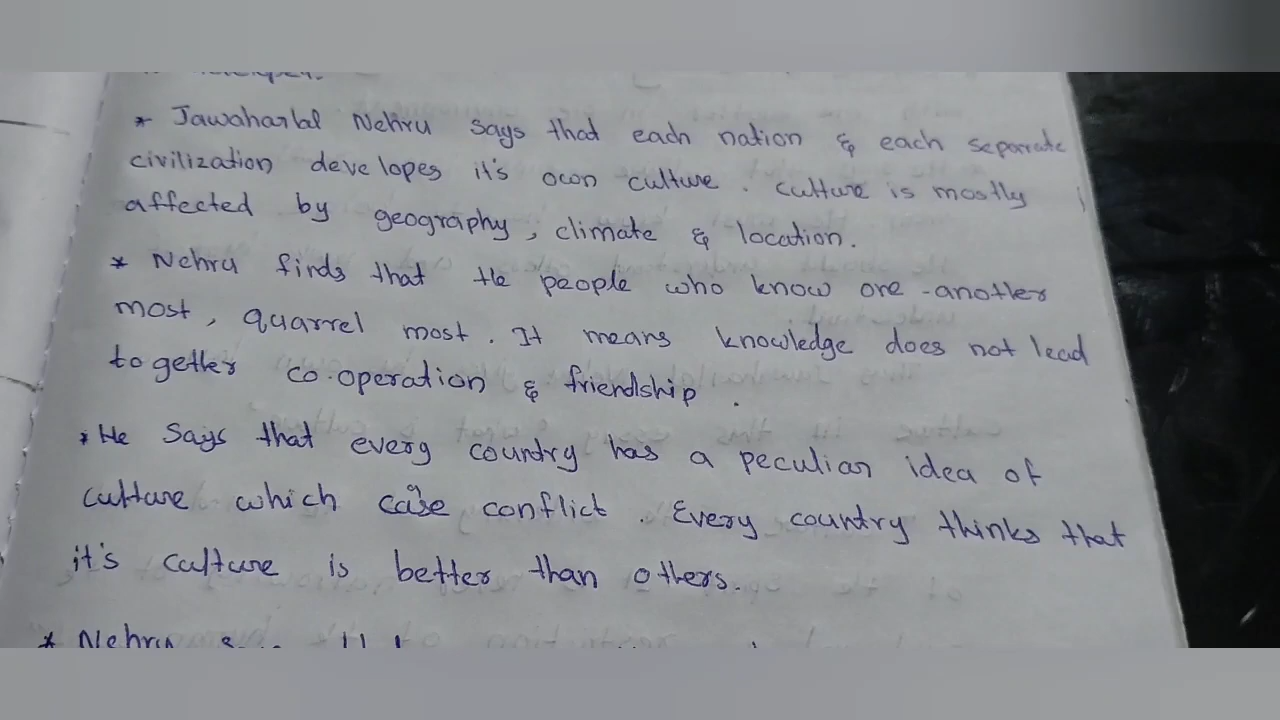 * Jawaharlal Nehru says that each nation & each separate
civilization developes it's own culture. culture is mostly
affected by geography, climate & location.
* Nehru finds that the people who know one-another
most, quarrel most. It means knowledge does not lead
together co-operation & friendship.
* He says that every country has a peculiar idea of
culture which conflict. Every country thinks that
it's culture is better than others.
* Nehru